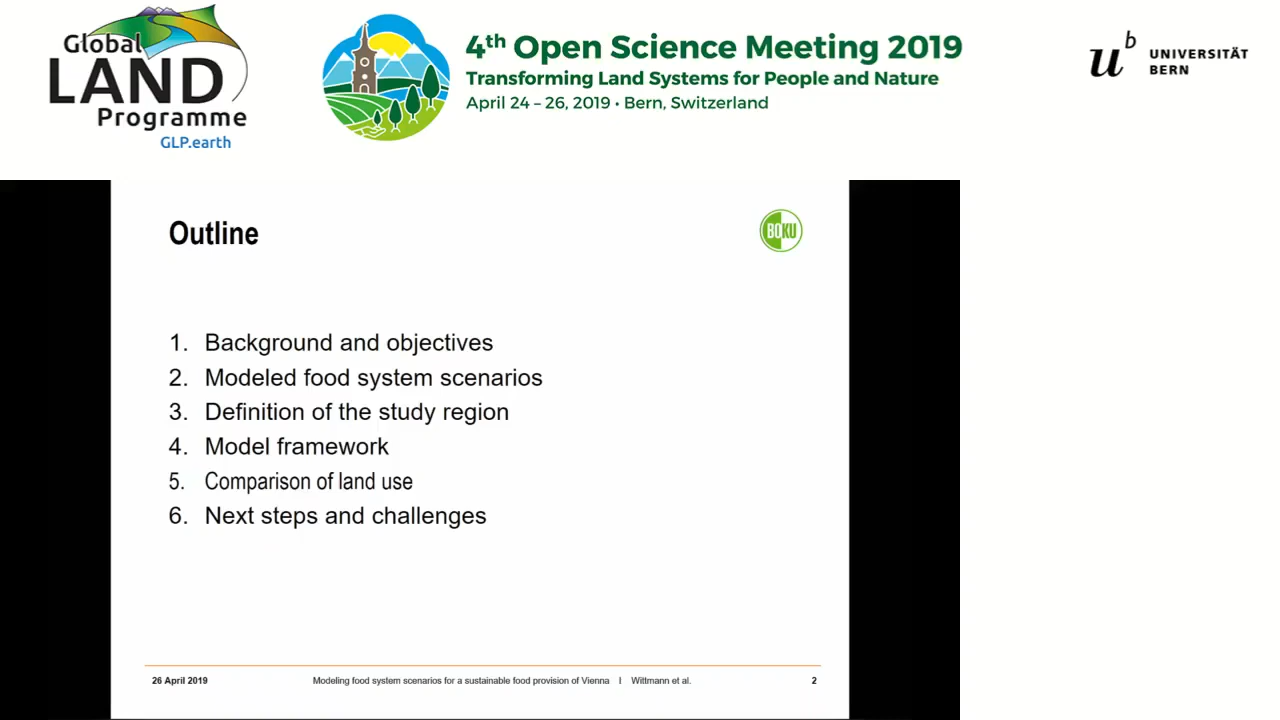 Global
LAND
Programme
GLP.earth
4th Open Science Meeting 2019
Transforming Land Systems for People and Nature
April 24 – 26, 2019 • Bern, Switzerland
u b
UNIVERSITÄT
BERN
Outline
BOKU
1. Background and objectives
2. Modeled food system scenarios
3. Definition of the study region
4. Model framework
5. Comparison of land use
6. Next steps and challenges
26 April 2019 Modeling food system scenarios for a sustainable food provision of Vienna I Wittmann et al. 2